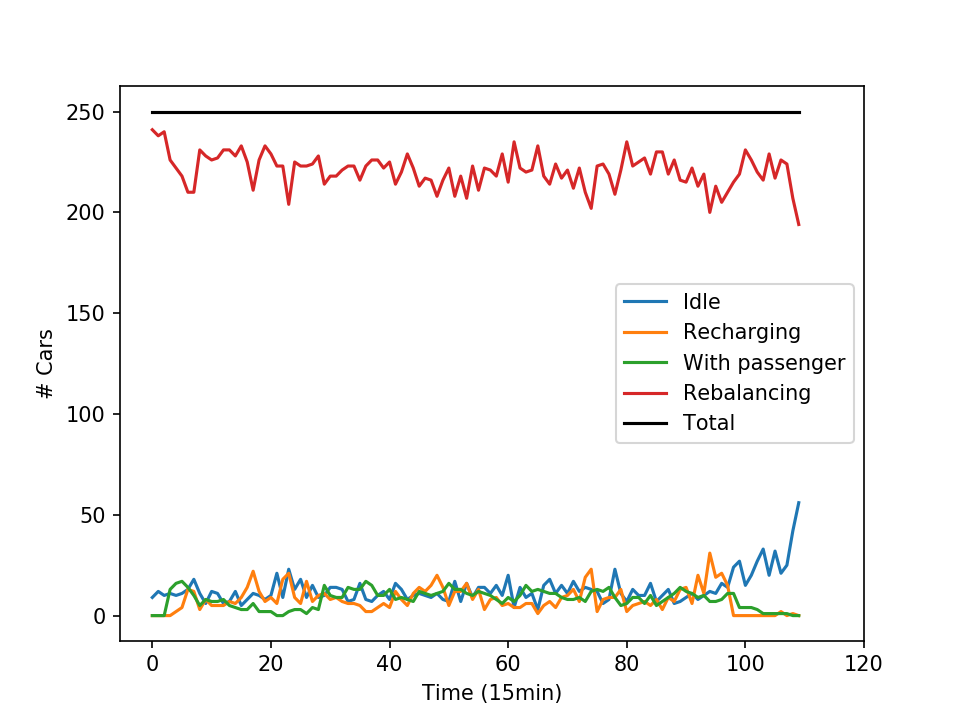 250
200
150
100
50
0
# Cars
Idle
Recharging
With passenger
Rebalancing
Total
0 20 40 60 80 100 120
Time (15min)